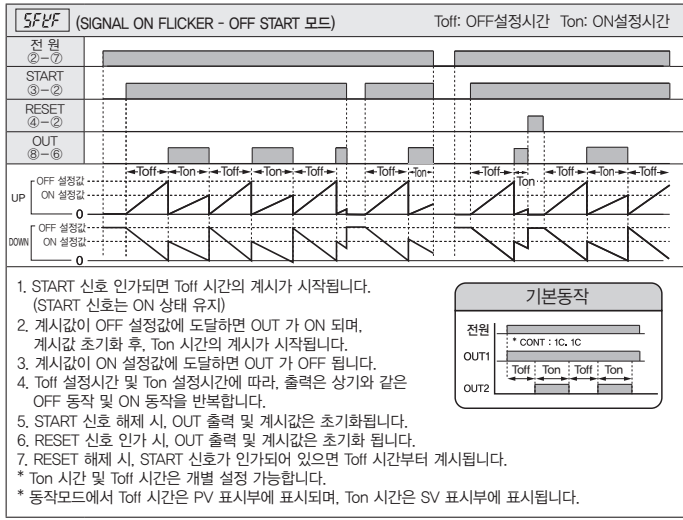 SFKF (SIGNAL ON FLICKER - OFF START 모드) Toff: OFF설정시간 Ton: ON설정시간
전 원
②-⑦
START
③-②
RESET
④-②
OUT
⑧-⑥
Toff Ton Toff Ton Toff Toff Ton Toff Ton Toff Ton Toff
UP
OFF 설정값
ON 설정값
0
DOWN
OFF 설정값
ON 설정값
0
1. START 신호 인가되면 Toff 시간의 계시가 시작됩니다.
(START 신호는 ON 상태 유지)
2. 계시값이 OFF 설정값에 도달하면 OUT 가 ON 되며,
계시값 초기화 후, Ton 시간의 계시가 시작됩니다.
3. 계시값이 ON 설정값에 도달하면 OUT 가 OFF 됩니다.
4. Toff 설정시간 및 Ton 설정시간에 따라, 출력은 상기와 같은
OFF 동작 및 ON 동작을 반복합니다.
5. START 신호 해제 시, OUT 출력 및 계시값은 초기화됩니다.
6. RESET 신호 인가 시, OUT 출력 및 계시값은 초기화 됩니다.
7. RESET 해제 시, START 신호가 인가되어 있으면 Toff 시간부터 계시됩니다.
* Ton 시간 및 Toff 시간은 개별 설정 가능합니다.
* 동작모드에서 Toff 시간은 PV 표시부에 표시되며, Ton 시간은 SV 표시부에 표시됩니다.
기본동작
전원
* CONT : 1C, 1C
OUT1
Toff Ton Toff Ton
OUT2